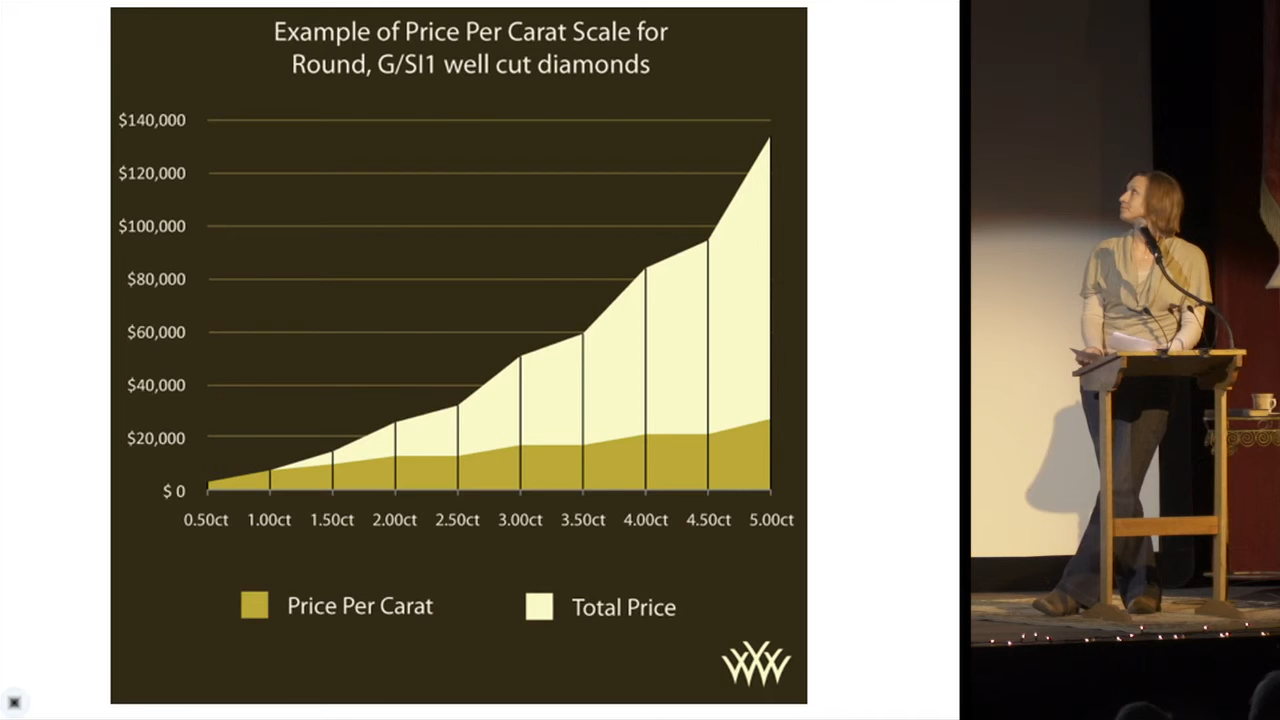 Example of Price Per Carat Scale for
Round, G/SI1 well cut diamonds
$140,000
$120,000
$100,000
$80,000
$60,000
$40,000
$20,000
$ 0
0.50ct 1.00ct 1.50ct 2.00ct 2.50ct 3.00ct 3.50ct 4.00ct 4.50ct 5.00ct
Price Per Carat Total Price